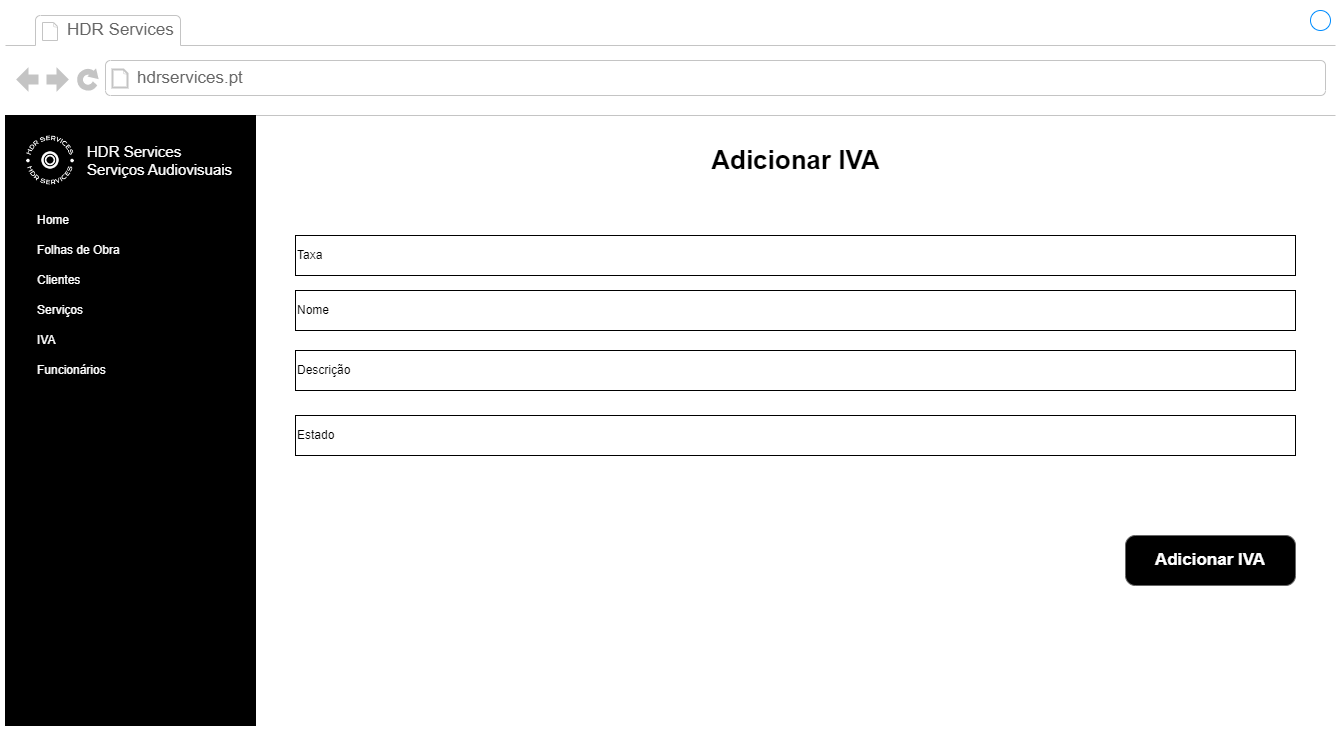 HDR Services
hdrservices.pt
HDR SERVICES
HDR SERVICES
HDR Services
Serviços Audiovisuais
Home
Folhas de Obra
Clientes
Serviços
IVA
Funcionários
Adicionar IVA
Taxa
Nome
Descrição
Estado
Adicionar IVA